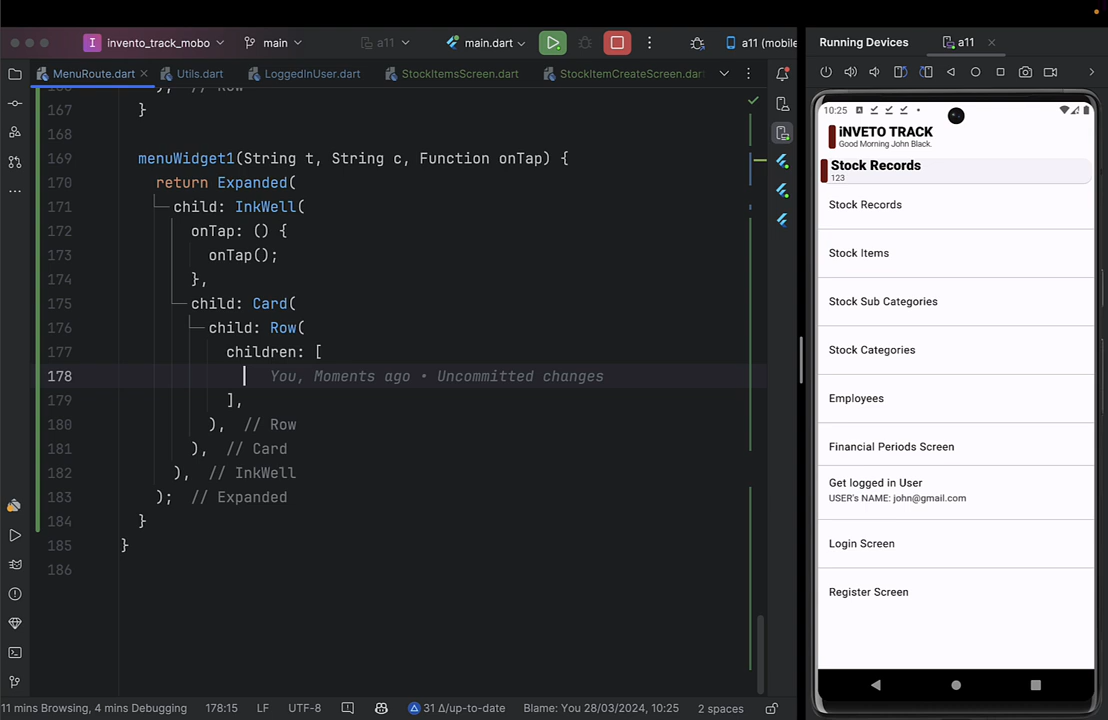 invento_track_mobo
main
a11
main.dart
a11 (mobile
Running Devices
a11
MenuRoute.dart
Utils.dart
LoggedInUser.dart
StockItemsScreen.dart
StockItemCreateScreen.dart
166 ), // Row
167 }
168
169 menuWidget1(String t, String c, Function onTap) {
170 return Expanded(
171 child: InkWell(
172 onTap: () {
173 onTap();
174 },
175 child: Card(
176 child: Row(
177 children: [
178 You, Moments ago • Uncommitted changes
179 ],
180 ), // Row
181 ), // Card
182 ), // InkWell
183 ); // Expanded
184 }
185 }
186
11 mins Browsing, 4 mins Debugging
178:15
LF
UTF-8
31 Δ/up-to-date
Blame: You 28/03/2024, 10:25
2 spaces
10:25
iNVETO TRACK
Good Morning John Black.
Stock Records
123
Stock Records
Stock Items
Stock Sub Categories
Stock Categories
Employees
Financial Periods Screen
Get logged in User
USER's NAME: john@gmail.com
Login Screen
Register Screen